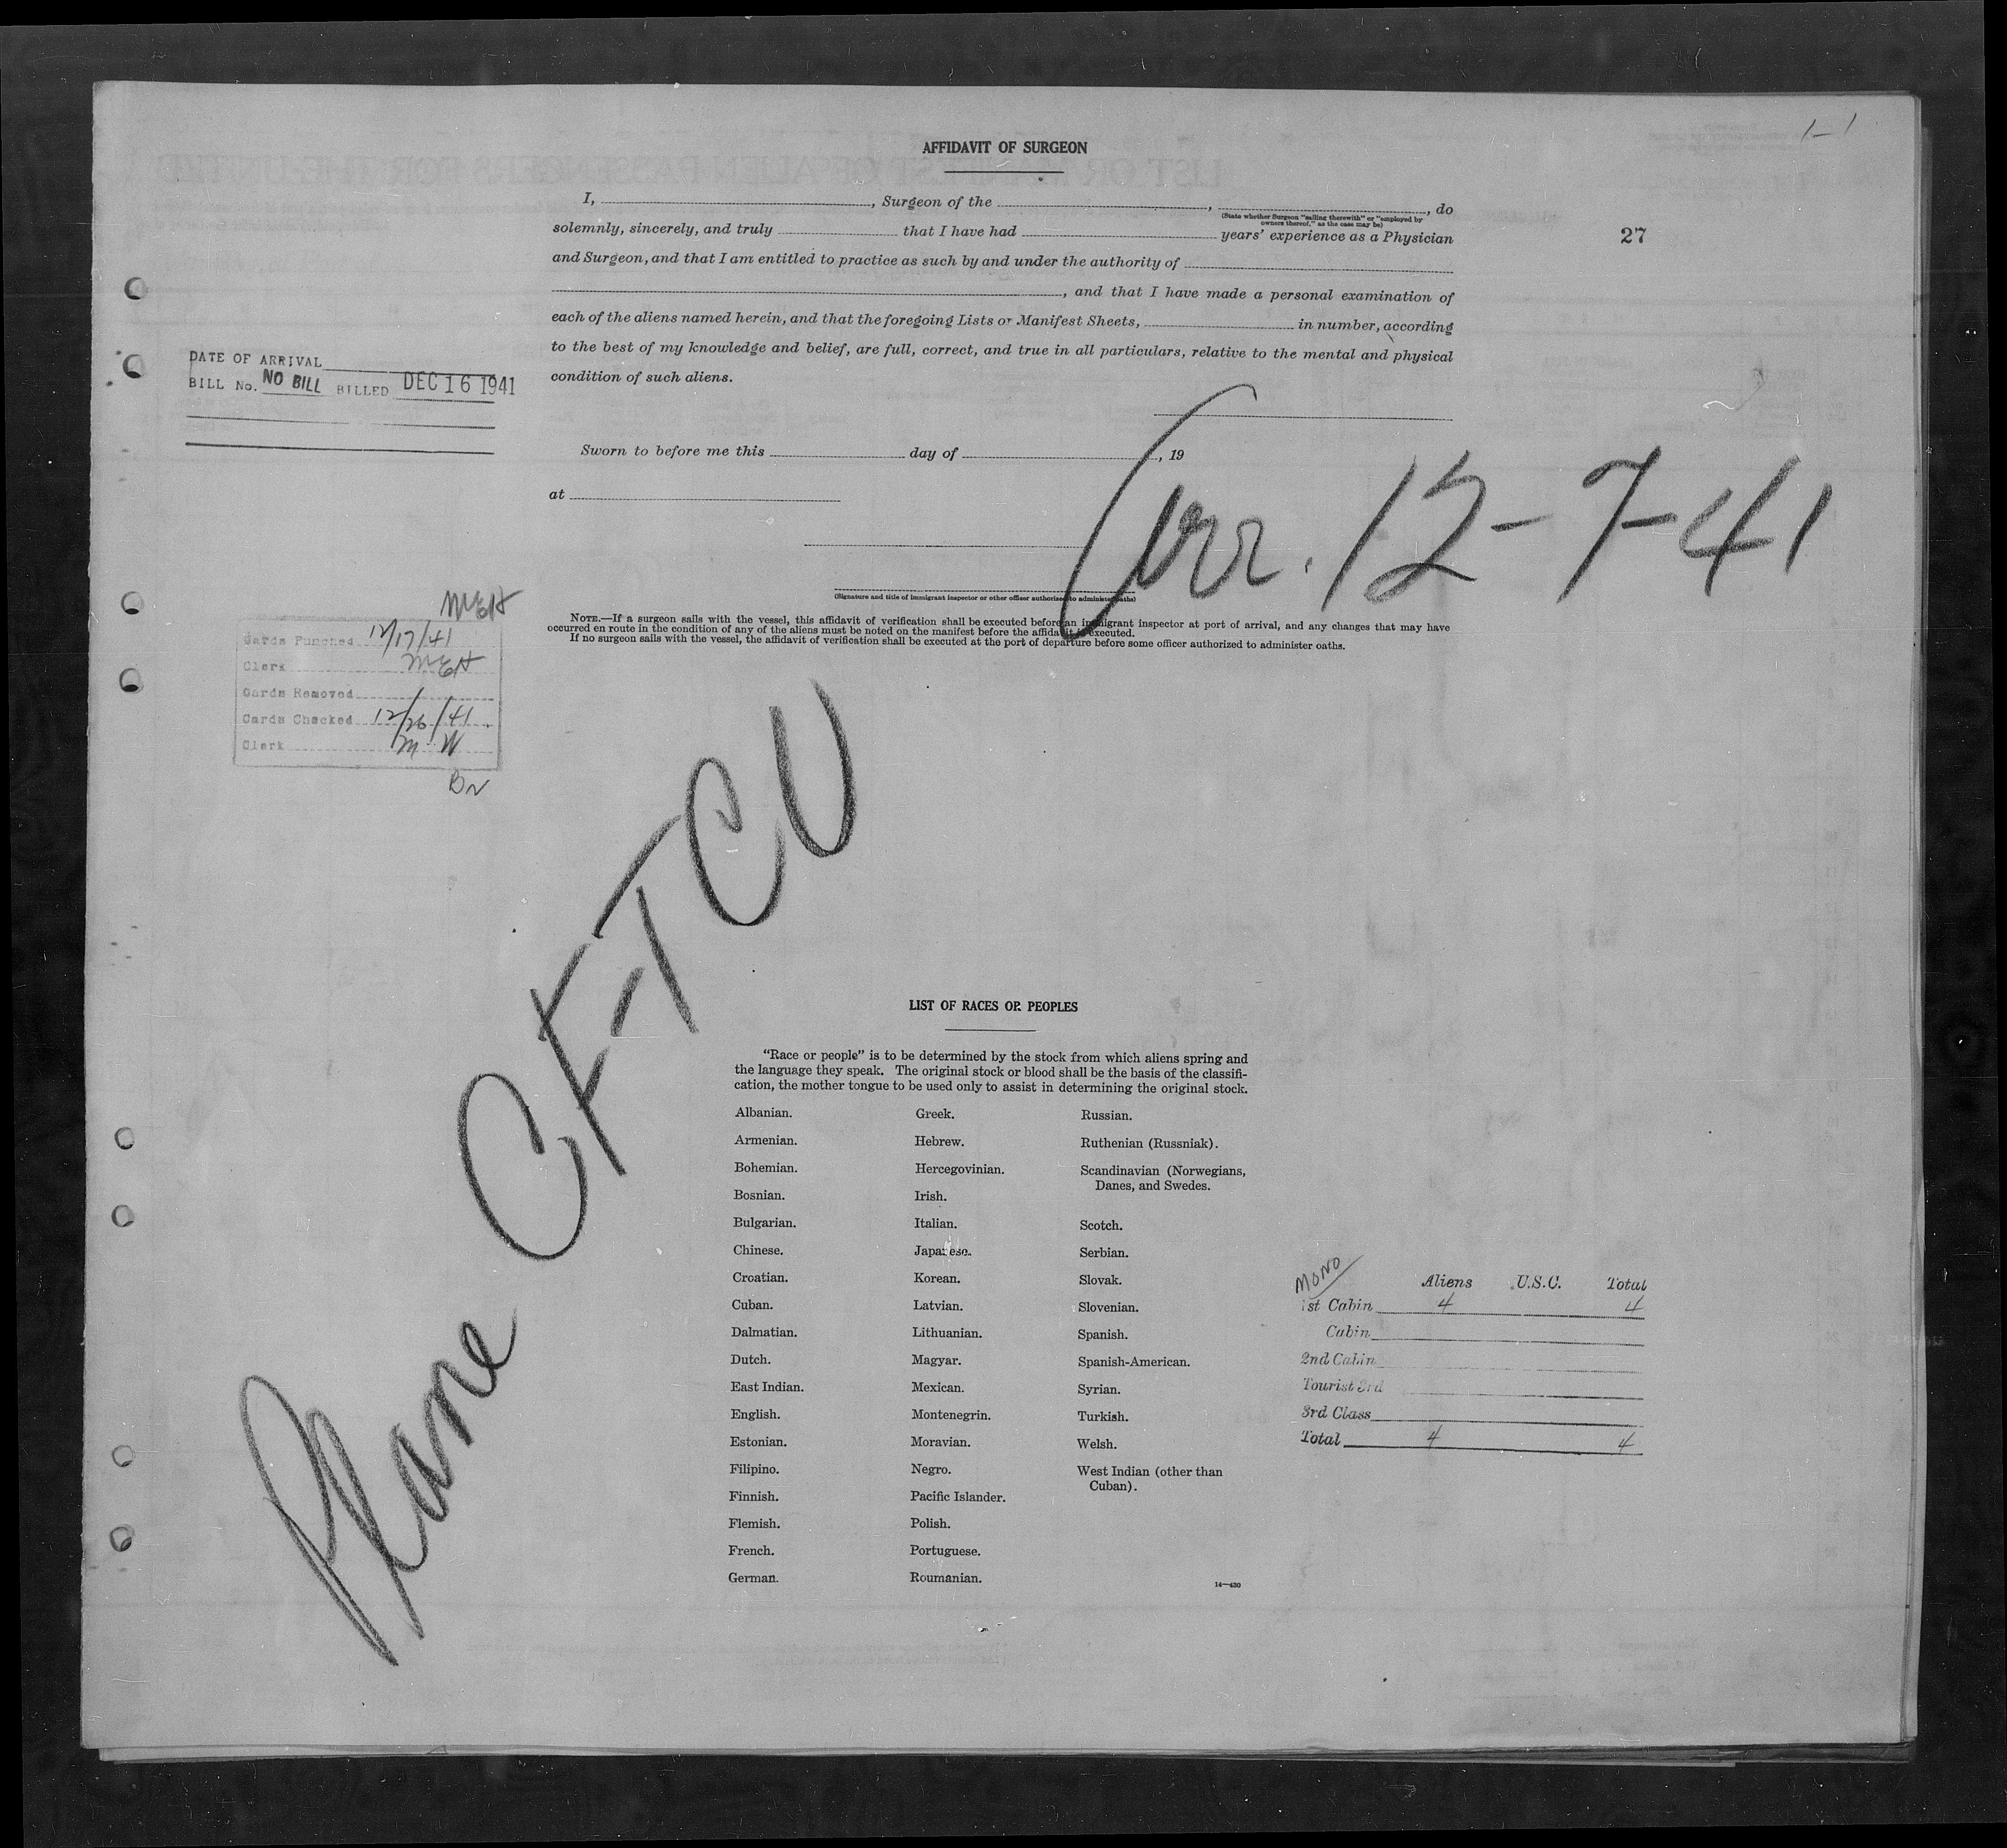 1-1
AFFIDAVIT OF SURGEON
I, , Surgeon of the , , do
(State whether Surgeon "sailing therewith" or "employed by
owners thereof," as the case may be)
solemnly, sincerely, and truly that I have had years' experience as a Physician
27
and Surgeon, and that I am entitled to practice as such by and under the authority of
, and that I have made a personal examination of
each of the aliens named herein, and that the foregoing Lists or Manifest Sheets, in number, according
to the best of my knowledge and belief, are full, correct, and true in all particulars, relative to the mental and physical
condition of such aliens.
DATE OF ARRIVAL
BILL No. NO BILL BILLED DEC 16 1941
Sworn to before me this day of , 19
at
Arr. 12-7-41
(Signature and title of immigrant inspector or other officer authorized to administer oaths)
NOTE.—If a surgeon sails with the vessel, this affidavit of verification shall be executed before an immigrant inspector at port of arrival, and any changes that may have
occurred en route in the condition of any of the aliens must be noted on the manifest before the affidavit is executed.
If no surgeon sails with the vessel, the affidavit of verification shall be executed at the port of departure before some officer authorized to administer oaths.
MEH
Cards Punched 12/17/41
Clerk MEH
Cards Removed
Cards Checked 12/26/41
Clerk M W
Plane CF-TCU
LIST OF RACES OR PEOPLES
"Race or people" is to be determined by the stock from which aliens spring and
the language they speak. The original stock or blood shall be the basis of the classifi-
cation, the mother tongue to be used only to assist in determining the original stock.
Albanian.
Armenian.
Bohemian.
Bosnian.
Bulgarian.
Chinese.
Croatian.
Cuban.
Dalmatian.
Dutch.
East Indian.
English.
Estonian.
Filipino.
Finnish.
Flemish.
French.
German.
Greek.
Hebrew.
Hercegovinian.
Irish.
Italian.
Japanese.
Korean.
Latvian.
Lithuanian.
Magyar.
Mexican.
Montenegrin.
Moravian.
Negro.
Pacific Islander.
Polish.
Portuguese.
Roumanian.
Russian.
Ruthenian (Russniak).
Scandinavian (Norwegians,
Danes, and Swedes.
Scotch.
Serbian.
Slovak.
Slovenian.
Spanish.
Spanish-American.
Syrian.
Turkish.
Welsh.
West Indian (other than
Cuban).
14—430
MONO
Aliens U.S.C. Total
1st Cabin 4 4
Cabin
2nd Cabin
Tourist 3rd
3rd Class
Total 4 4